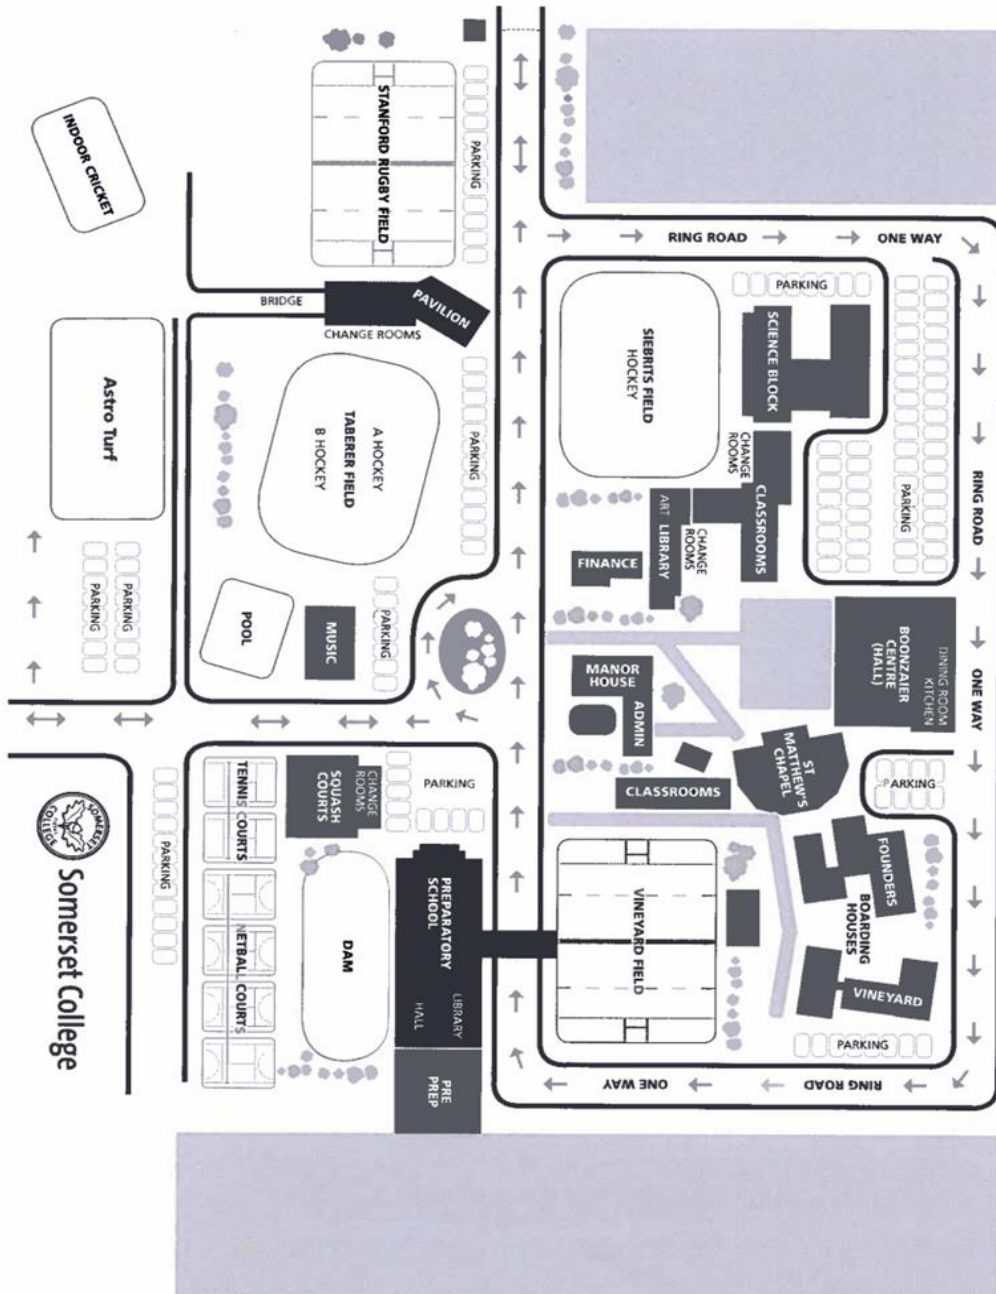 INDOOR CRICKET
STANFORD RUGBY FIELD
PARKING
RING ROAD
ONE WAY
BRIDGE
PAVILION
CHANGE ROOMS
Astro Turf
A HOCKEY
TABERER FIELD
B HOCKEY
PARKING
SIEBRITS FIELD
HOCKEY
PARKING
SCIENCE BLOCK
CHANGE
ROOMS
CLASSROOMS
PARKING
RING ROAD
ART
LIBRARY
CHANGE
ROOMS
FINANCE
PARKING
PARKING
POOL
MUSIC
PARKING
MANOR
HOUSE
ADMIN
BOONZAIER
CENTRE
(HALL)
DINING ROOM
KITCHEN
ONE WAY
ST
MATTHEW'S
CHAPEL
PARKING
CLASSROOMS
TENNIS COURTS
SQUASH
COURTS
CHANGE
ROOMS
PARKING
PARKING
NETBALL COURTS
DAM
PREPARATORY
SCHOOL
LIBRARY
HALL
PRE
PREP
VINEYARD FIELD
FOUNDERS
BOARDING
HOUSES
VINEYARD
PARKING
ONE WAY
RING ROAD
SOMERSET
COLLEGE
Somerset College